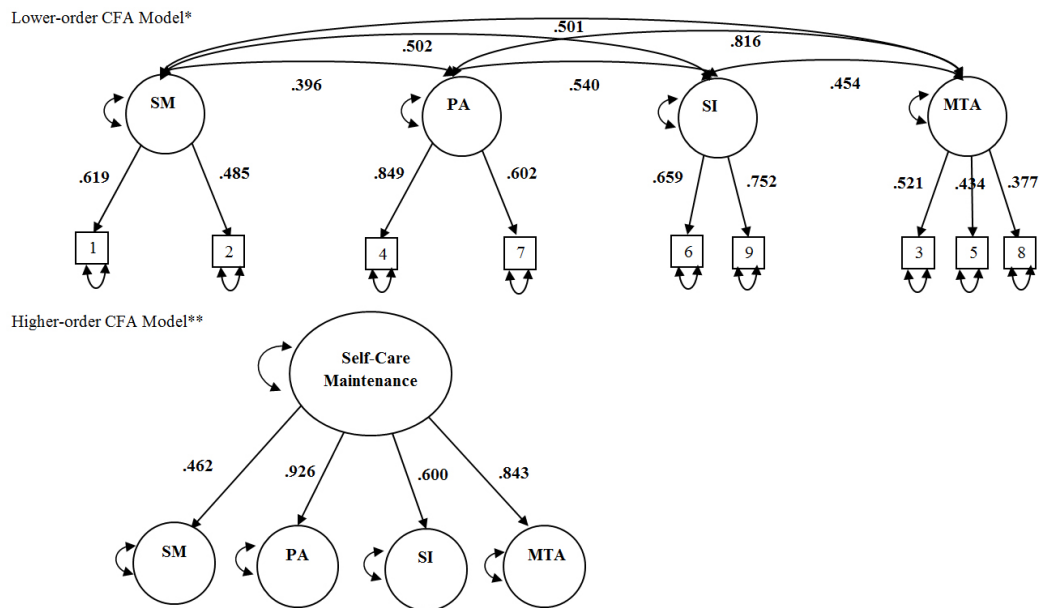 Lower-order CFA Model*
.501
.502
.816
.396
.540
.454
SM
PA
SI
MTA
.619
.485
.849
.602
.659
.752
.521
.434
.377
1
2
4
7
6
9
3
5
8
Higher-order CFA Model**
Self-Care
Maintenance
.462
.926
.600
.843
SM
PA
SI
MTA